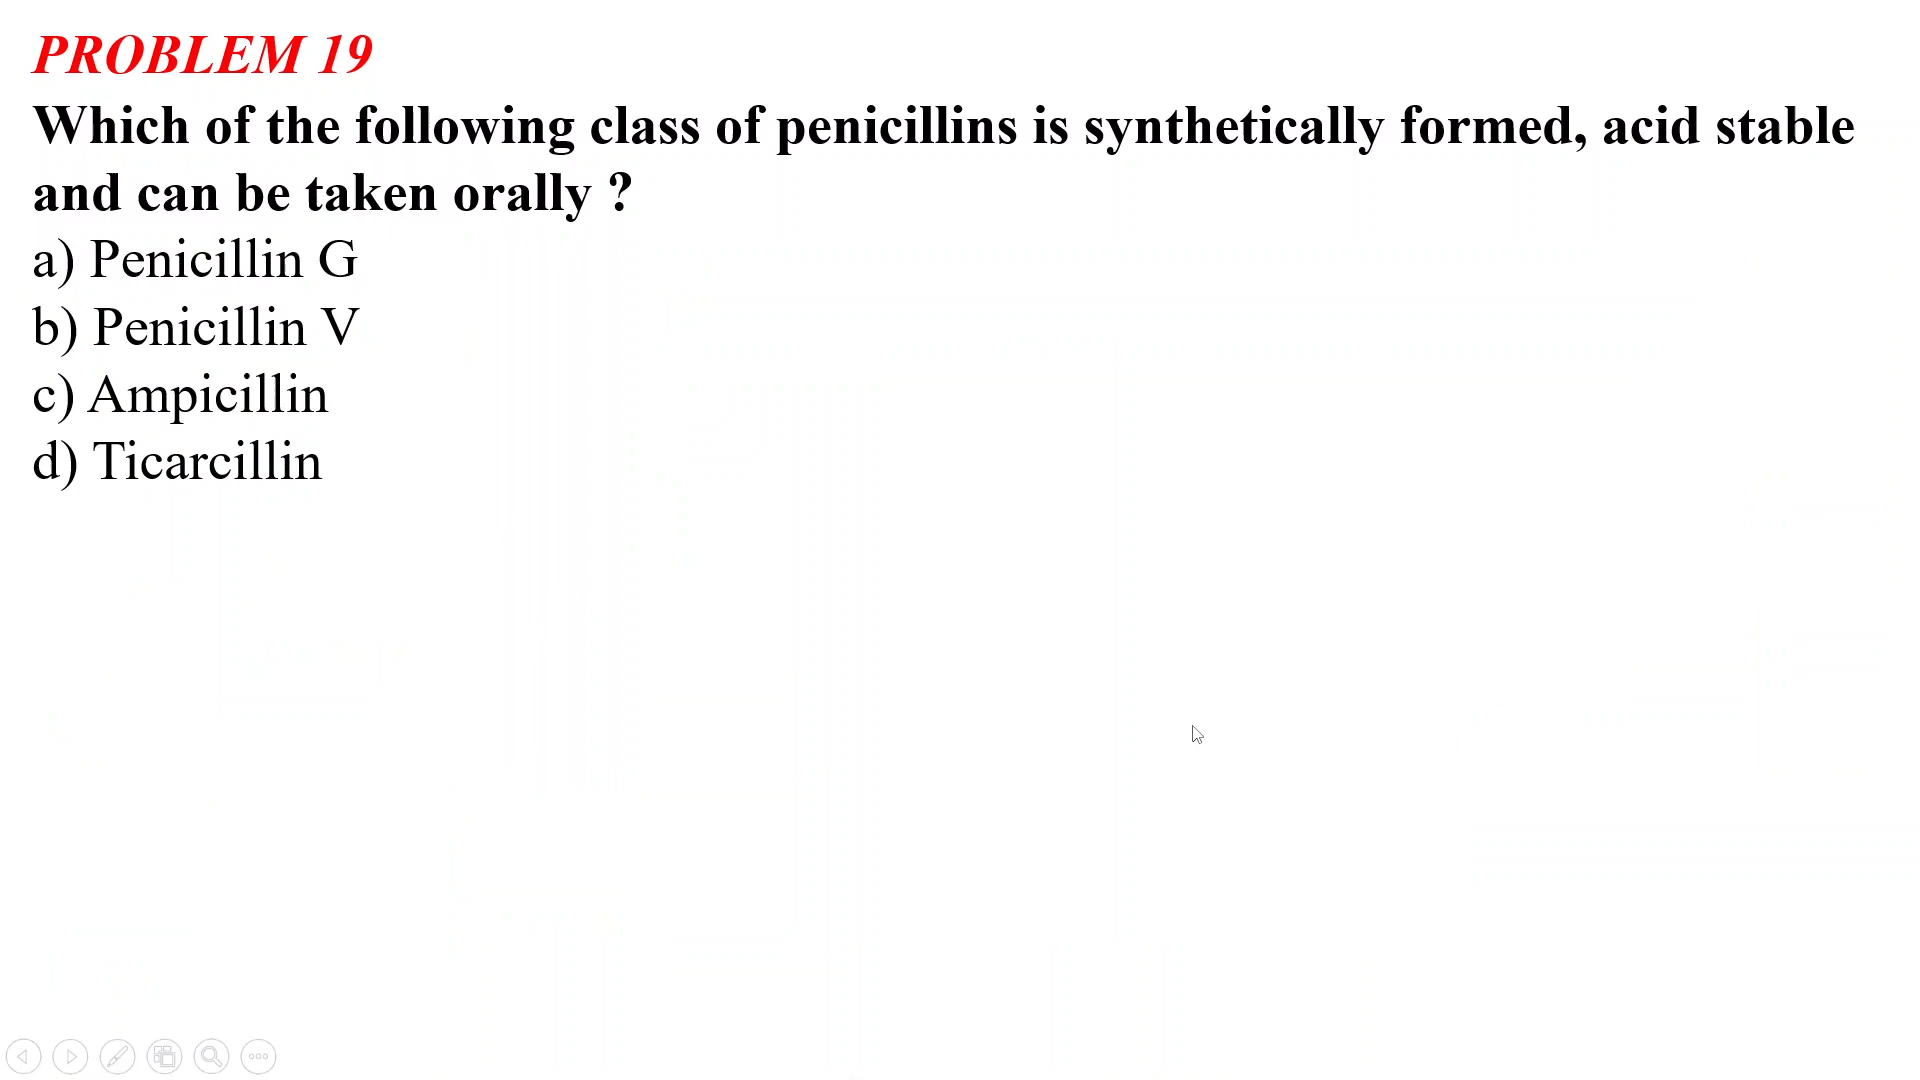 PROBLEM 19
Which of the following class of penicillins is synthetically formed, acid stable
and can be taken orally ?
a) Penicillin G
b) Penicillin V
c) Ampicillin
d) Ticarcillin